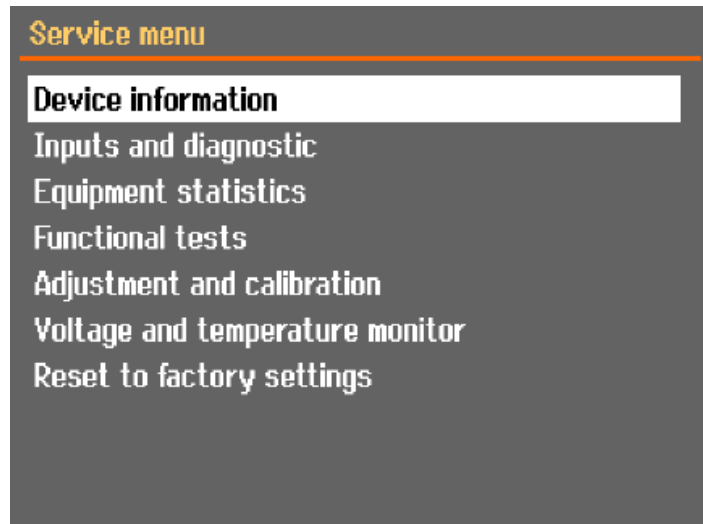 Service menu
Device information
Inputs and diagnostic
Equipment statistics
Functional tests
Adjustment and calibration
Voltage and temperature monitor
Reset to factory settings